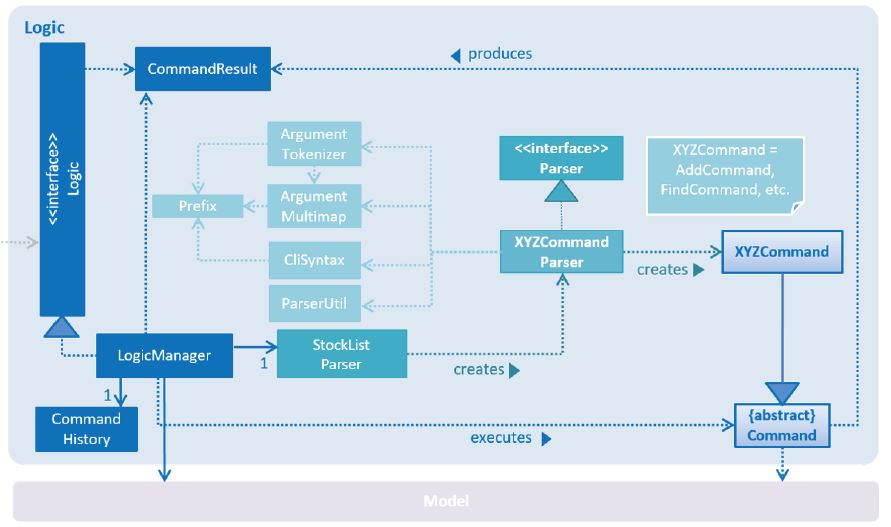 Logic
<<interface>>
Logic
CommandResult
produces
Argument
Tokenizer
<<interface>>
Parser
XYZCommand =
AddCommand,
FindCommand, etc.
Prefix
Argument
Multimap
XYZCommand
Parser
XYZCommand
CliSyntax
creates
ParserUtil
LogicManager
1
StockList
Parser
creates
1
Command
History
executes
{abstract}
Command
Model